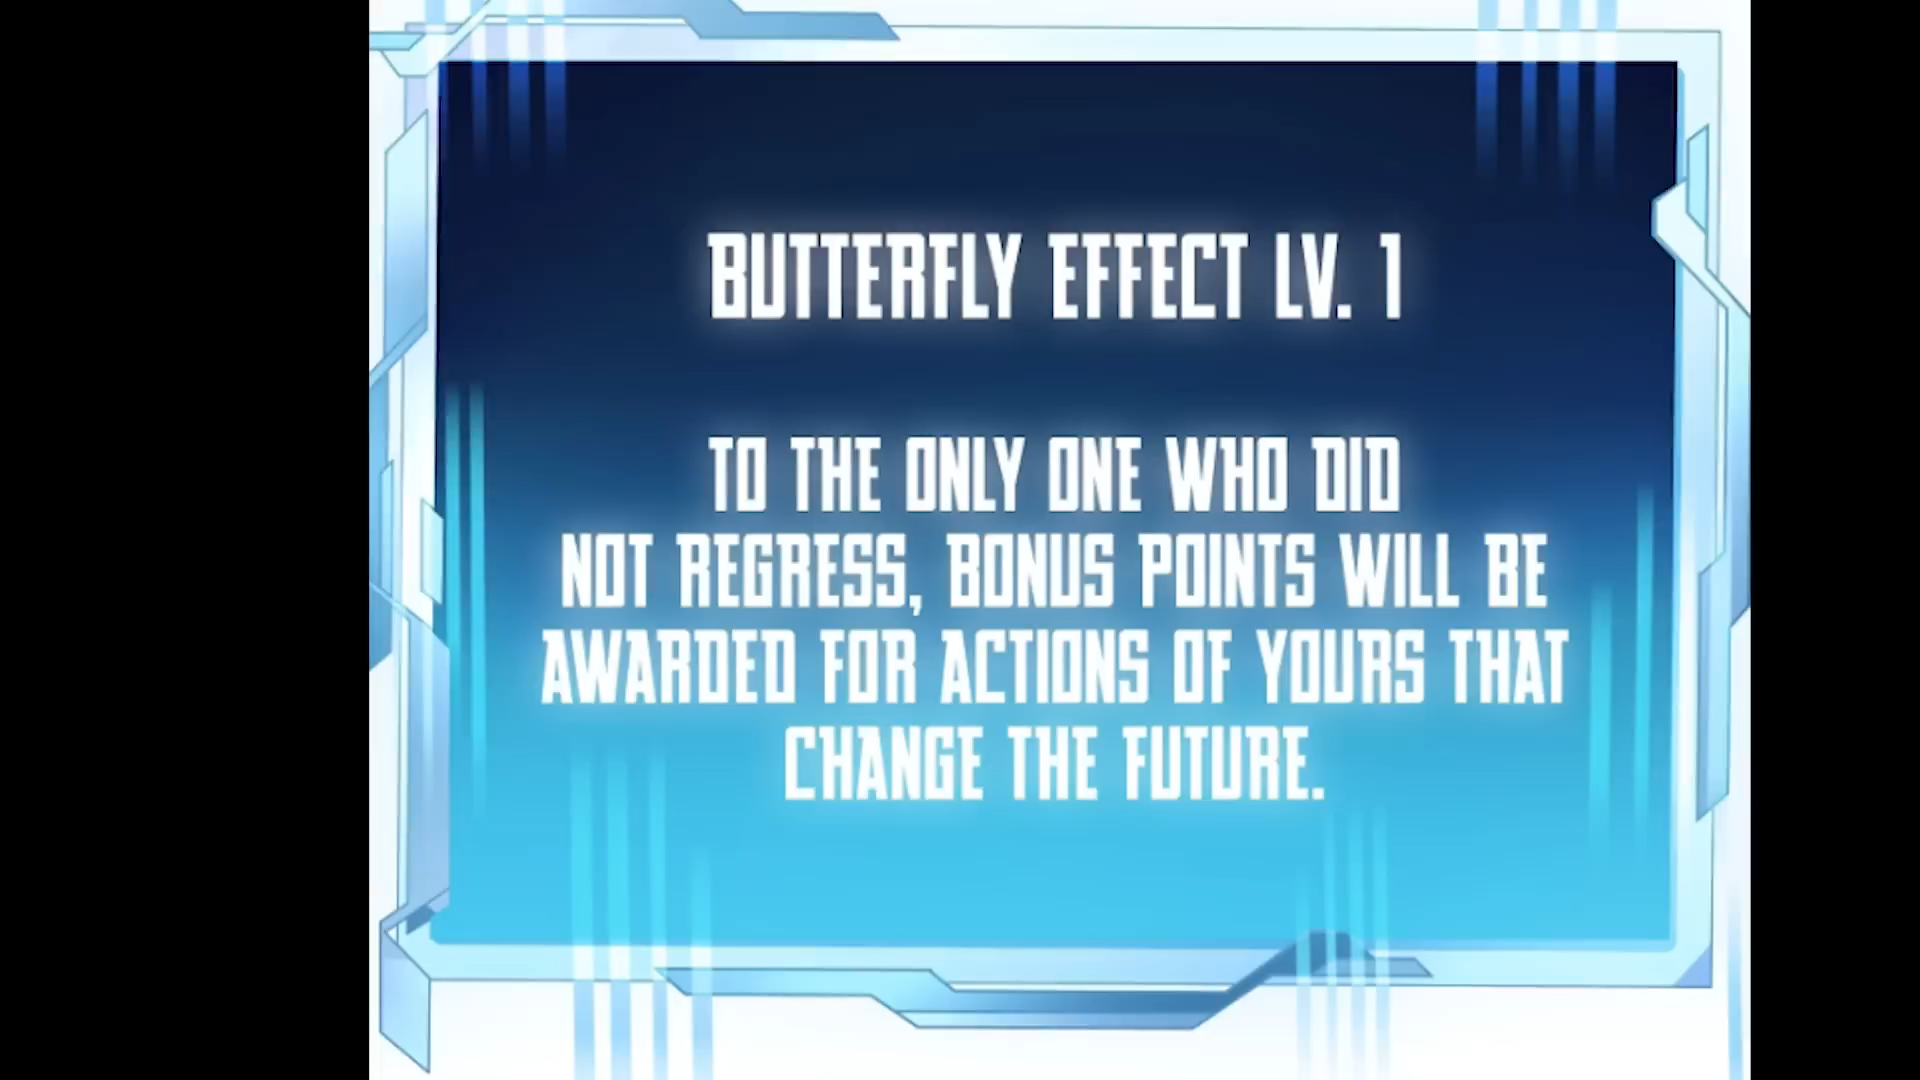 BUTTERFLY EFFECT LV. 1
TO THE ONLY ONE WHO DID
NOT REGRESS, BONUS POINTS WILL BE
AWARDED FOR ACTIONS OF YOURS THAT
CHANGE THE FUTURE.